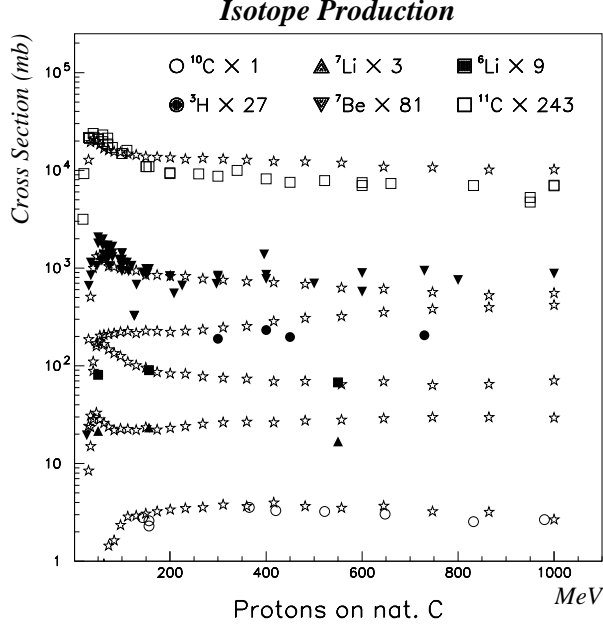 Isotope Production
Cross Section (mb)
¹⁰C × 1
⁷Li × 3
⁶Li × 9
³H × 27
⁷Be × 81
¹¹C × 243
10⁵
10⁴
10³
10²
10
1
200 400 600 800 1000
MeV
Protons on nat. C